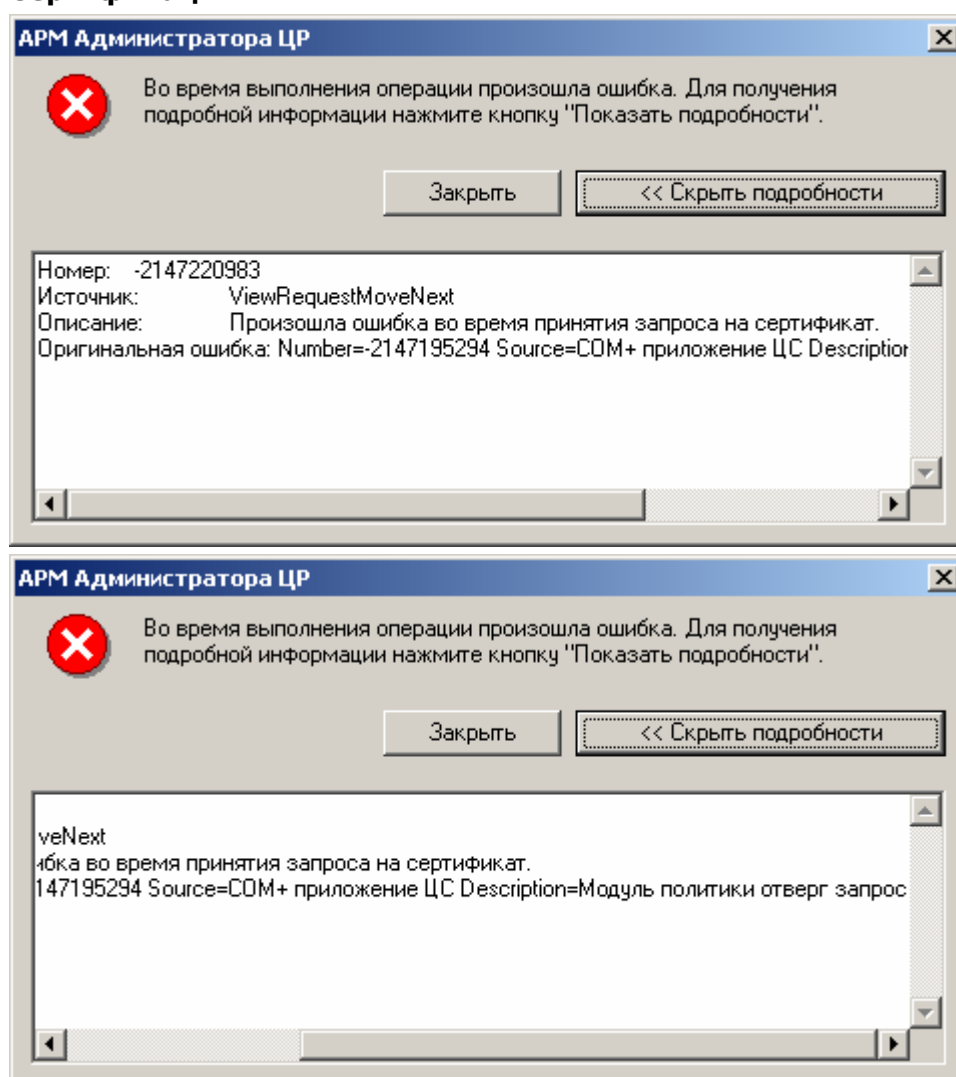 АРМ Администратора ЦР
Во время выполнения операции произошла ошибка. Для получения
подробной информации нажмите кнопку "Показать подробности".
Закрыть << Скрыть подробности
Номер: -2147220983
Источник: ViewRequestMoveNext
Описание: Произошла ошибка во время принятия запроса на сертификат.
Оригинальная ошибка: Number=-2147195294 Source=COM+ приложение ЦС Description
АРМ Администратора ЦР
Во время выполнения операции произошла ошибка. Для получения
подробной информации нажмите кнопку "Показать подробности".
Закрыть << Скрыть подробности
veNext
ибка во время принятия запроса на сертификат.
147195294 Source=COM+ приложение ЦС Description=Модуль политики отверг запрос